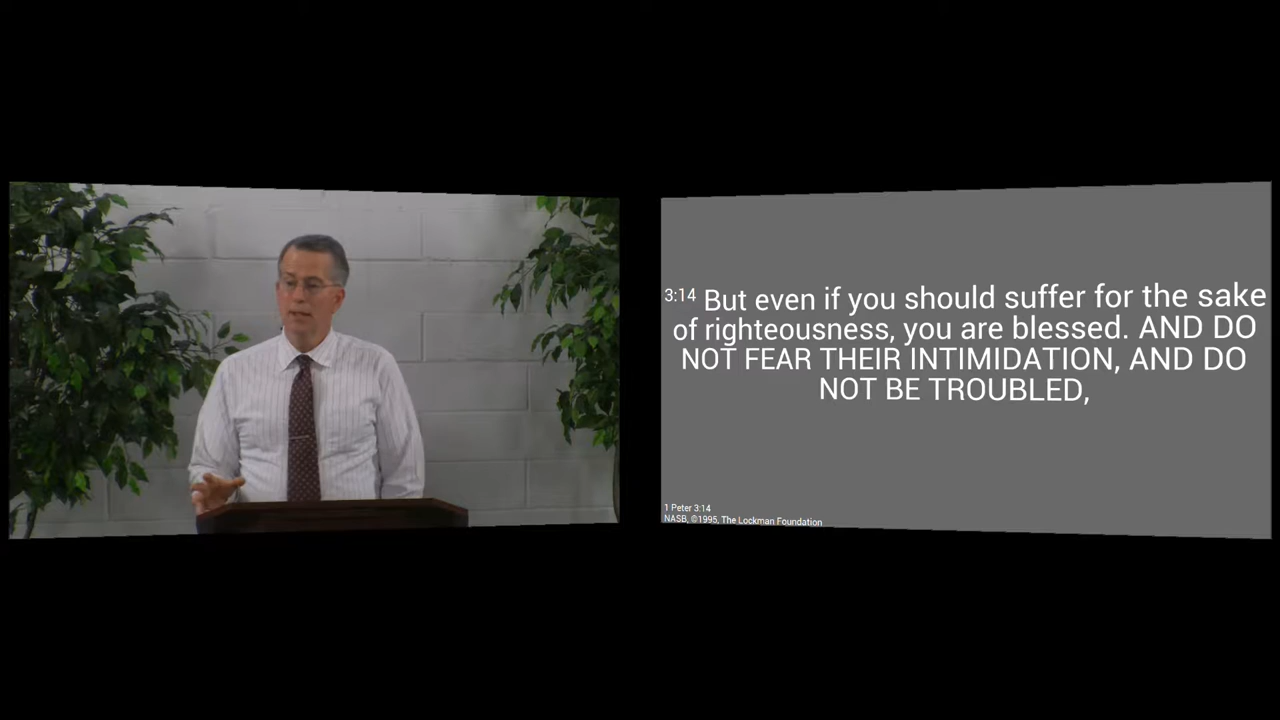 3:14 But even if you should suffer for the sake
of righteousness, you are blessed. AND DO
NOT FEAR THEIR INTIMIDATION, AND DO
NOT BE TROUBLED,
1 Peter 3:14
NASB, ©1995, The Lockman Foundation